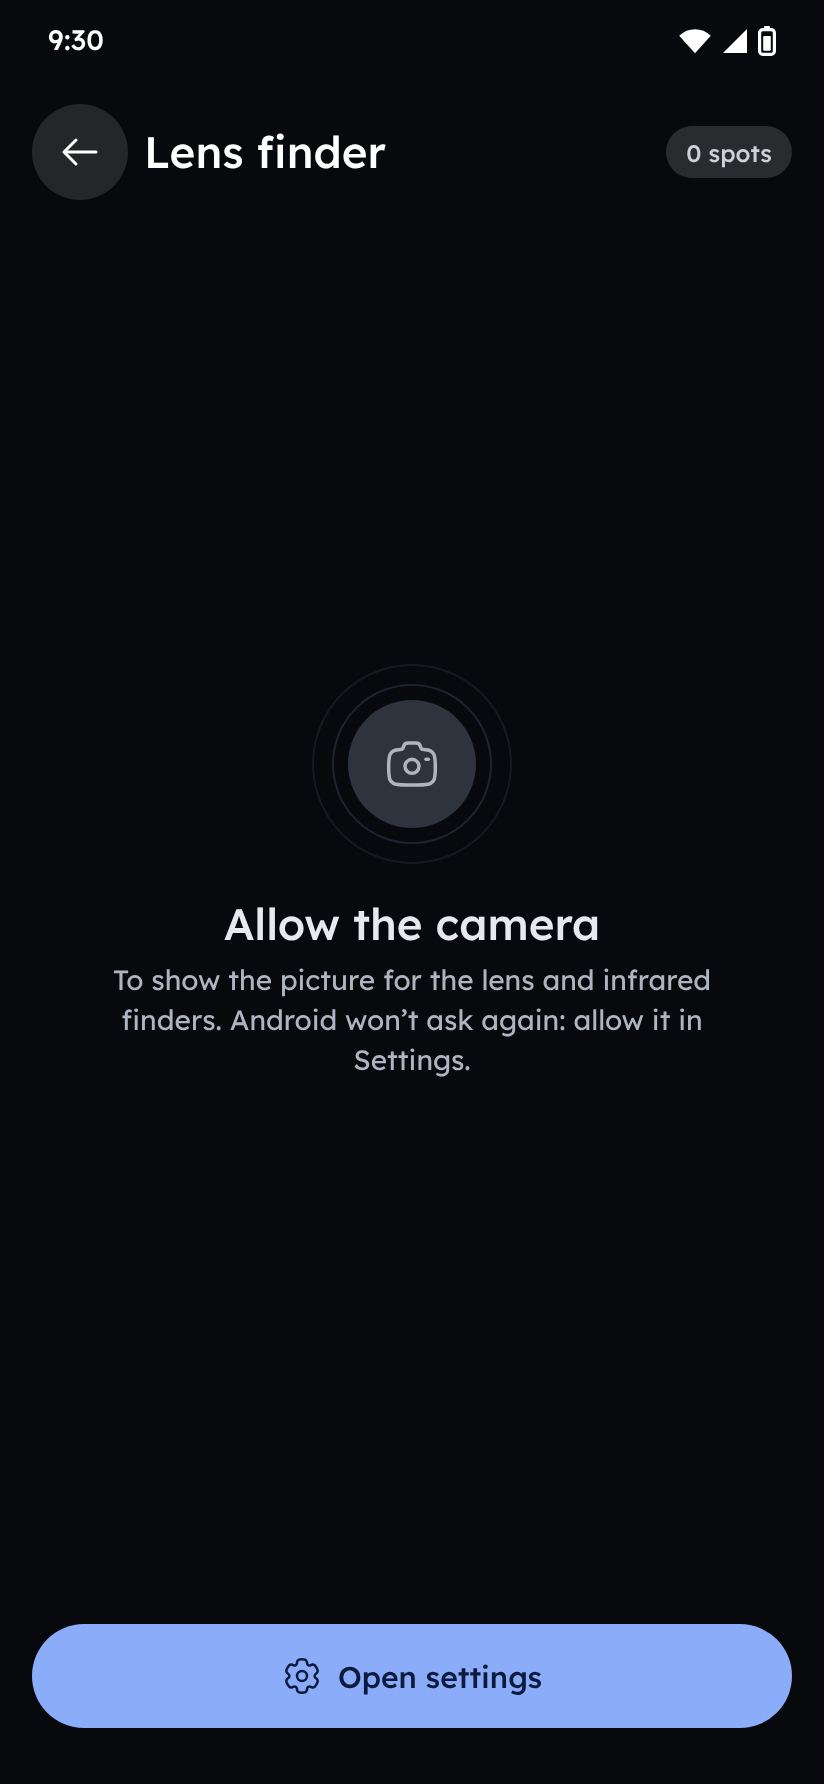 9:30
Lens finder
0 spots
Allow the camera
To show the picture for the lens and infrared
finders. Android won’t ask again: allow it in
Settings.
Open settings